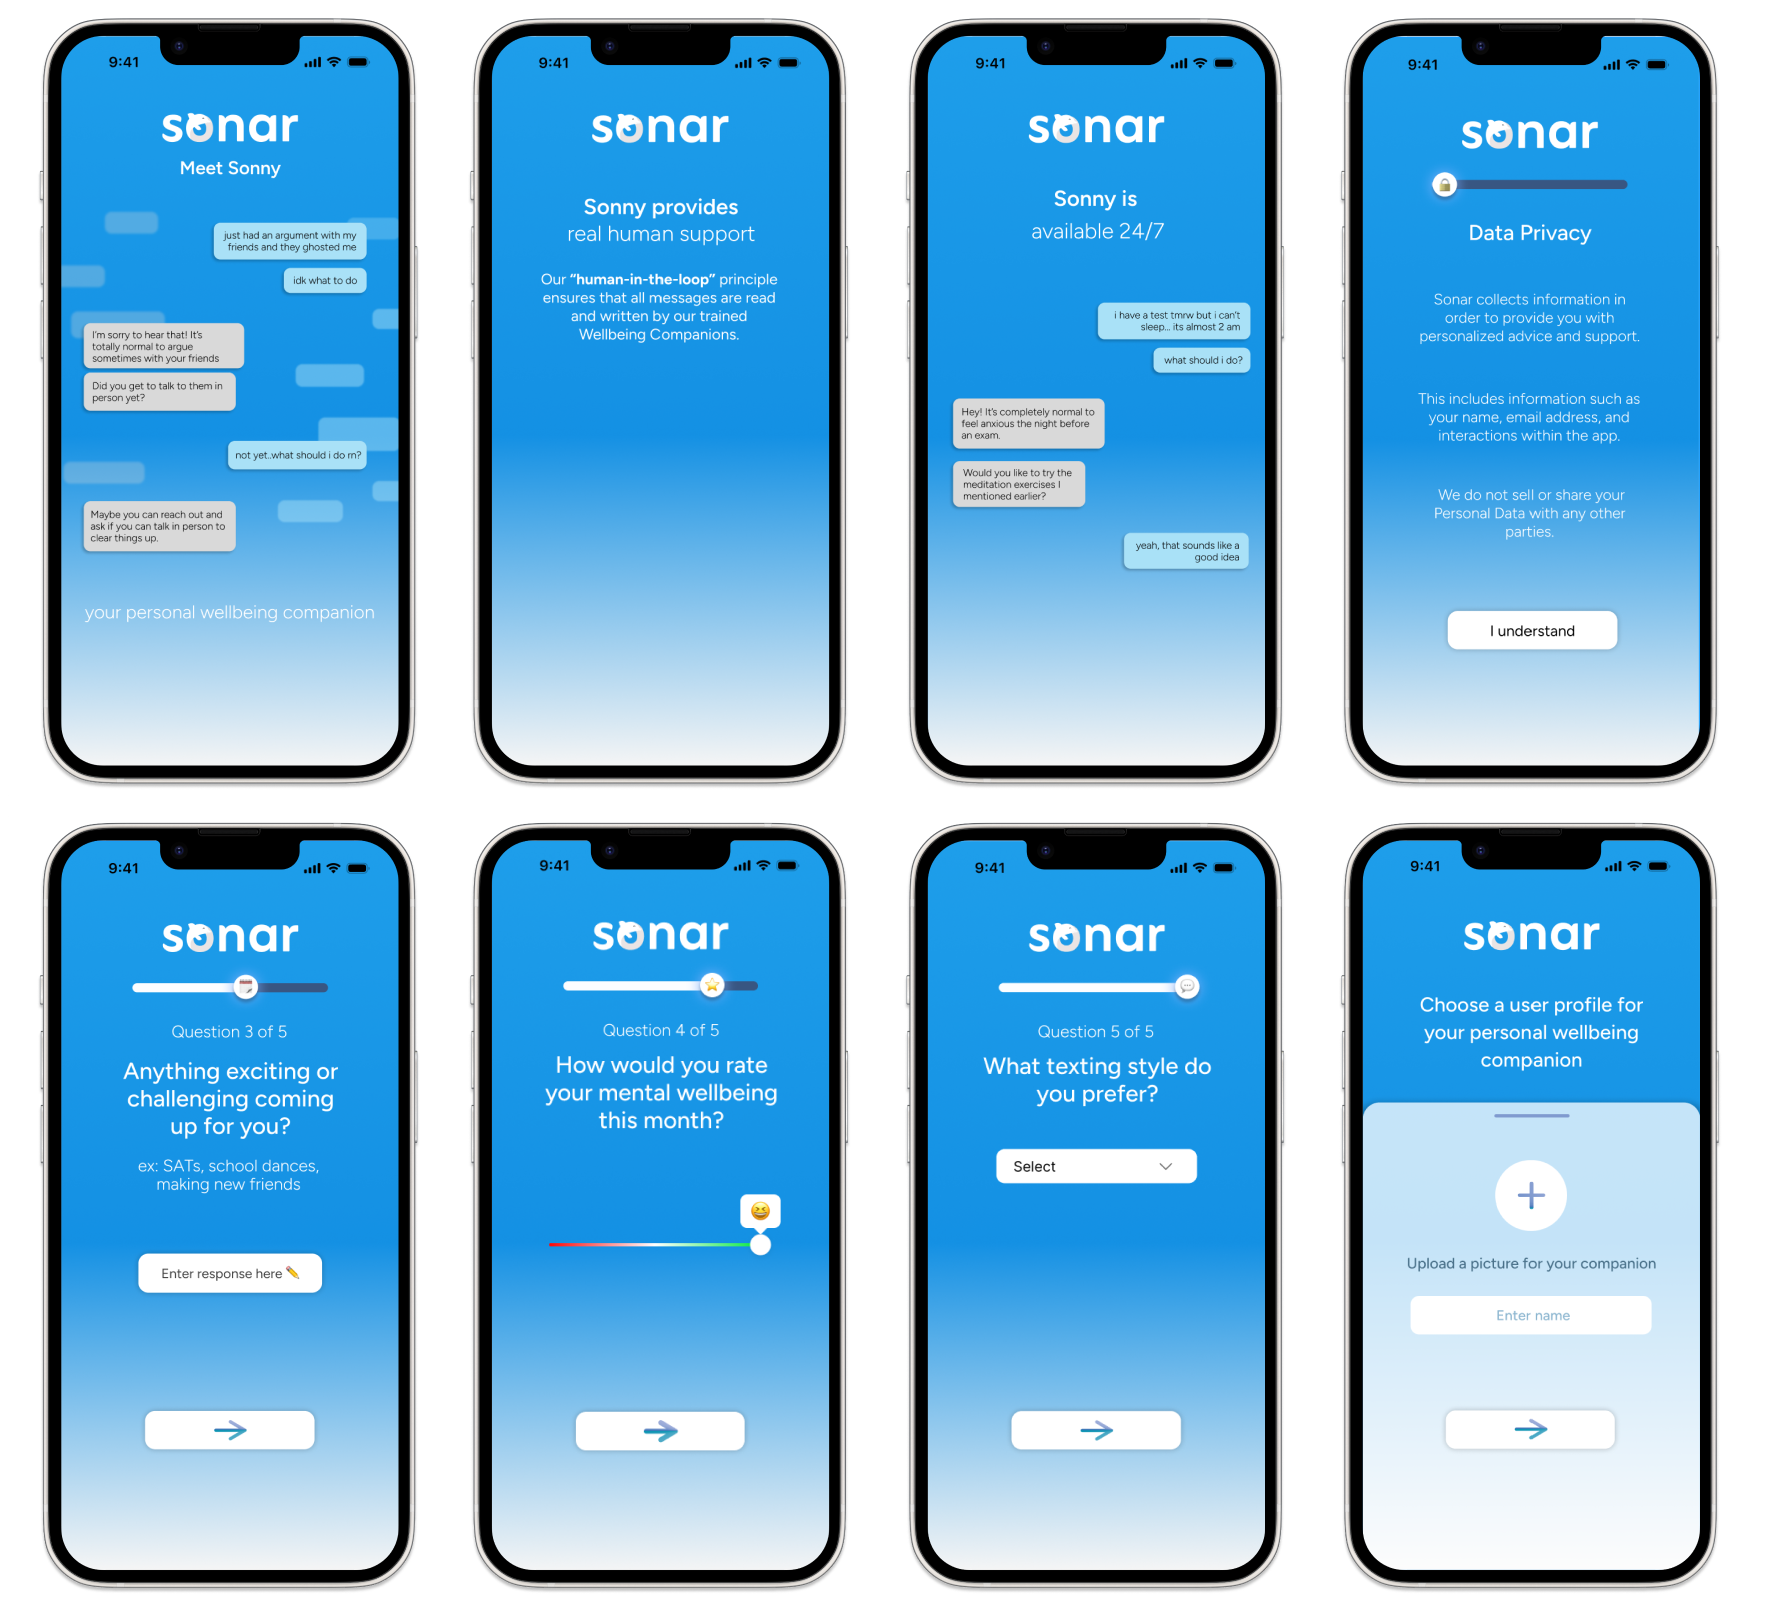 9:41
sonar
Meet Sonny
just had an argument with my
friends and they ghosted me
idk what to do
I'm sorry to hear that! It's
totally normal to argue
sometimes with your friends
Did you get to talk to them in
person yet?
not yet..what should i do rn?
Maybe you can reach out and
ask if you can talk in person to
clear things up.
your personal wellbeing companion
9:41
sonar
Sonny provides
real human support
Our “human-in-the-loop” principle
ensures that all messages are read
and written by our trained
Wellbeing Companions.
9:41
sonar
Sonny is
available 24/7
i have a test tmrw but i can't
sleep... its almost 2 am
what should i do?
Hey! It's completely normal to
feel anxious the night before
an exam.
Would you like to try the
meditation exercises I
mentioned earlier?
yeah, that sounds like a
good idea
9:41
sonar
Data Privacy
Sonar collects information in
order to provide you with
personalized advice and support.
This includes information such as
your name, email address, and
interactions within the app.
We do not sell or share your
Personal Data with any other
parties.
I understand
9:41
sonar
Question 3 of 5
Anything exciting or
challenging coming
up for you?
ex: SATs, school dances,
making new friends
Enter response here
9:41
sonar
Question 4 of 5
How would you rate
your mental wellbeing
this month?
9:41
sonar
Question 5 of 5
What texting style do
you prefer?
Select
9:41
sonar
Choose a user profile for
your personal wellbeing
companion
Upload a picture for your companion
Enter name